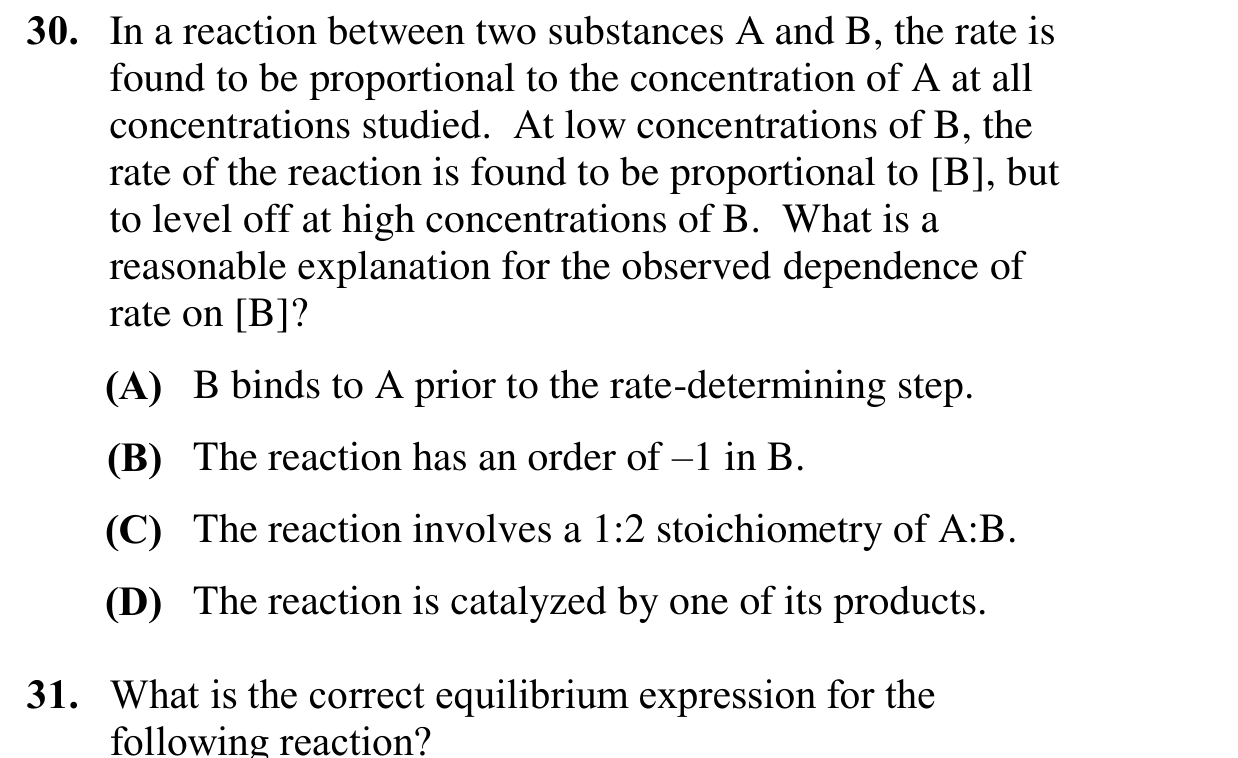 30. In a reaction between two substances A and B, the rate is
found to be proportional to the concentration of A at all
concentrations studied.  At low concentrations of B, the
rate of the reaction is found to be proportional to [B], but
to level off at high concentrations of B.  What is a
reasonable explanation for the observed dependence of
rate on [B]?
(A) B binds to A prior to the rate-determining step.
(B) The reaction has an order of –1 in B.
(C) The reaction involves a 1:2 stoichiometry of A:B.
(D) The reaction is catalyzed by one of its products.
31. What is the correct equilibrium expression for the
following reaction?